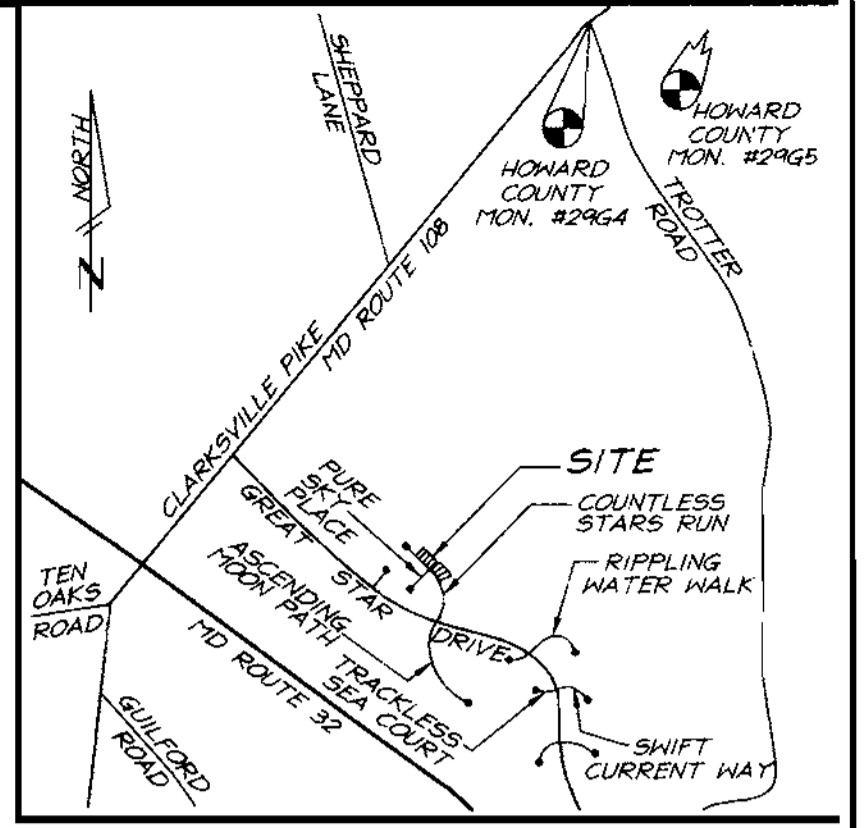 SHEPPARD
LANE
NORTH
HOWARD
COUNTY
MON. #29G4
HOWARD
COUNTY
MON. #29G5
TROTTER
ROAD
CLARKSVILLE PIKE
MD ROUTE 108
SITE
COUNTLESS
STARS RUN
RIPPLING
WATER WALK
PURE
SKY
PLACE
GREAT STAR DRIVE
ASCENDING
MOON PATH
TEN
OAKS
ROAD
MD ROUTE 32
TRACKLESS
SEA COURT
SWIFT
CURRENT WAY
GUILFORD
ROAD